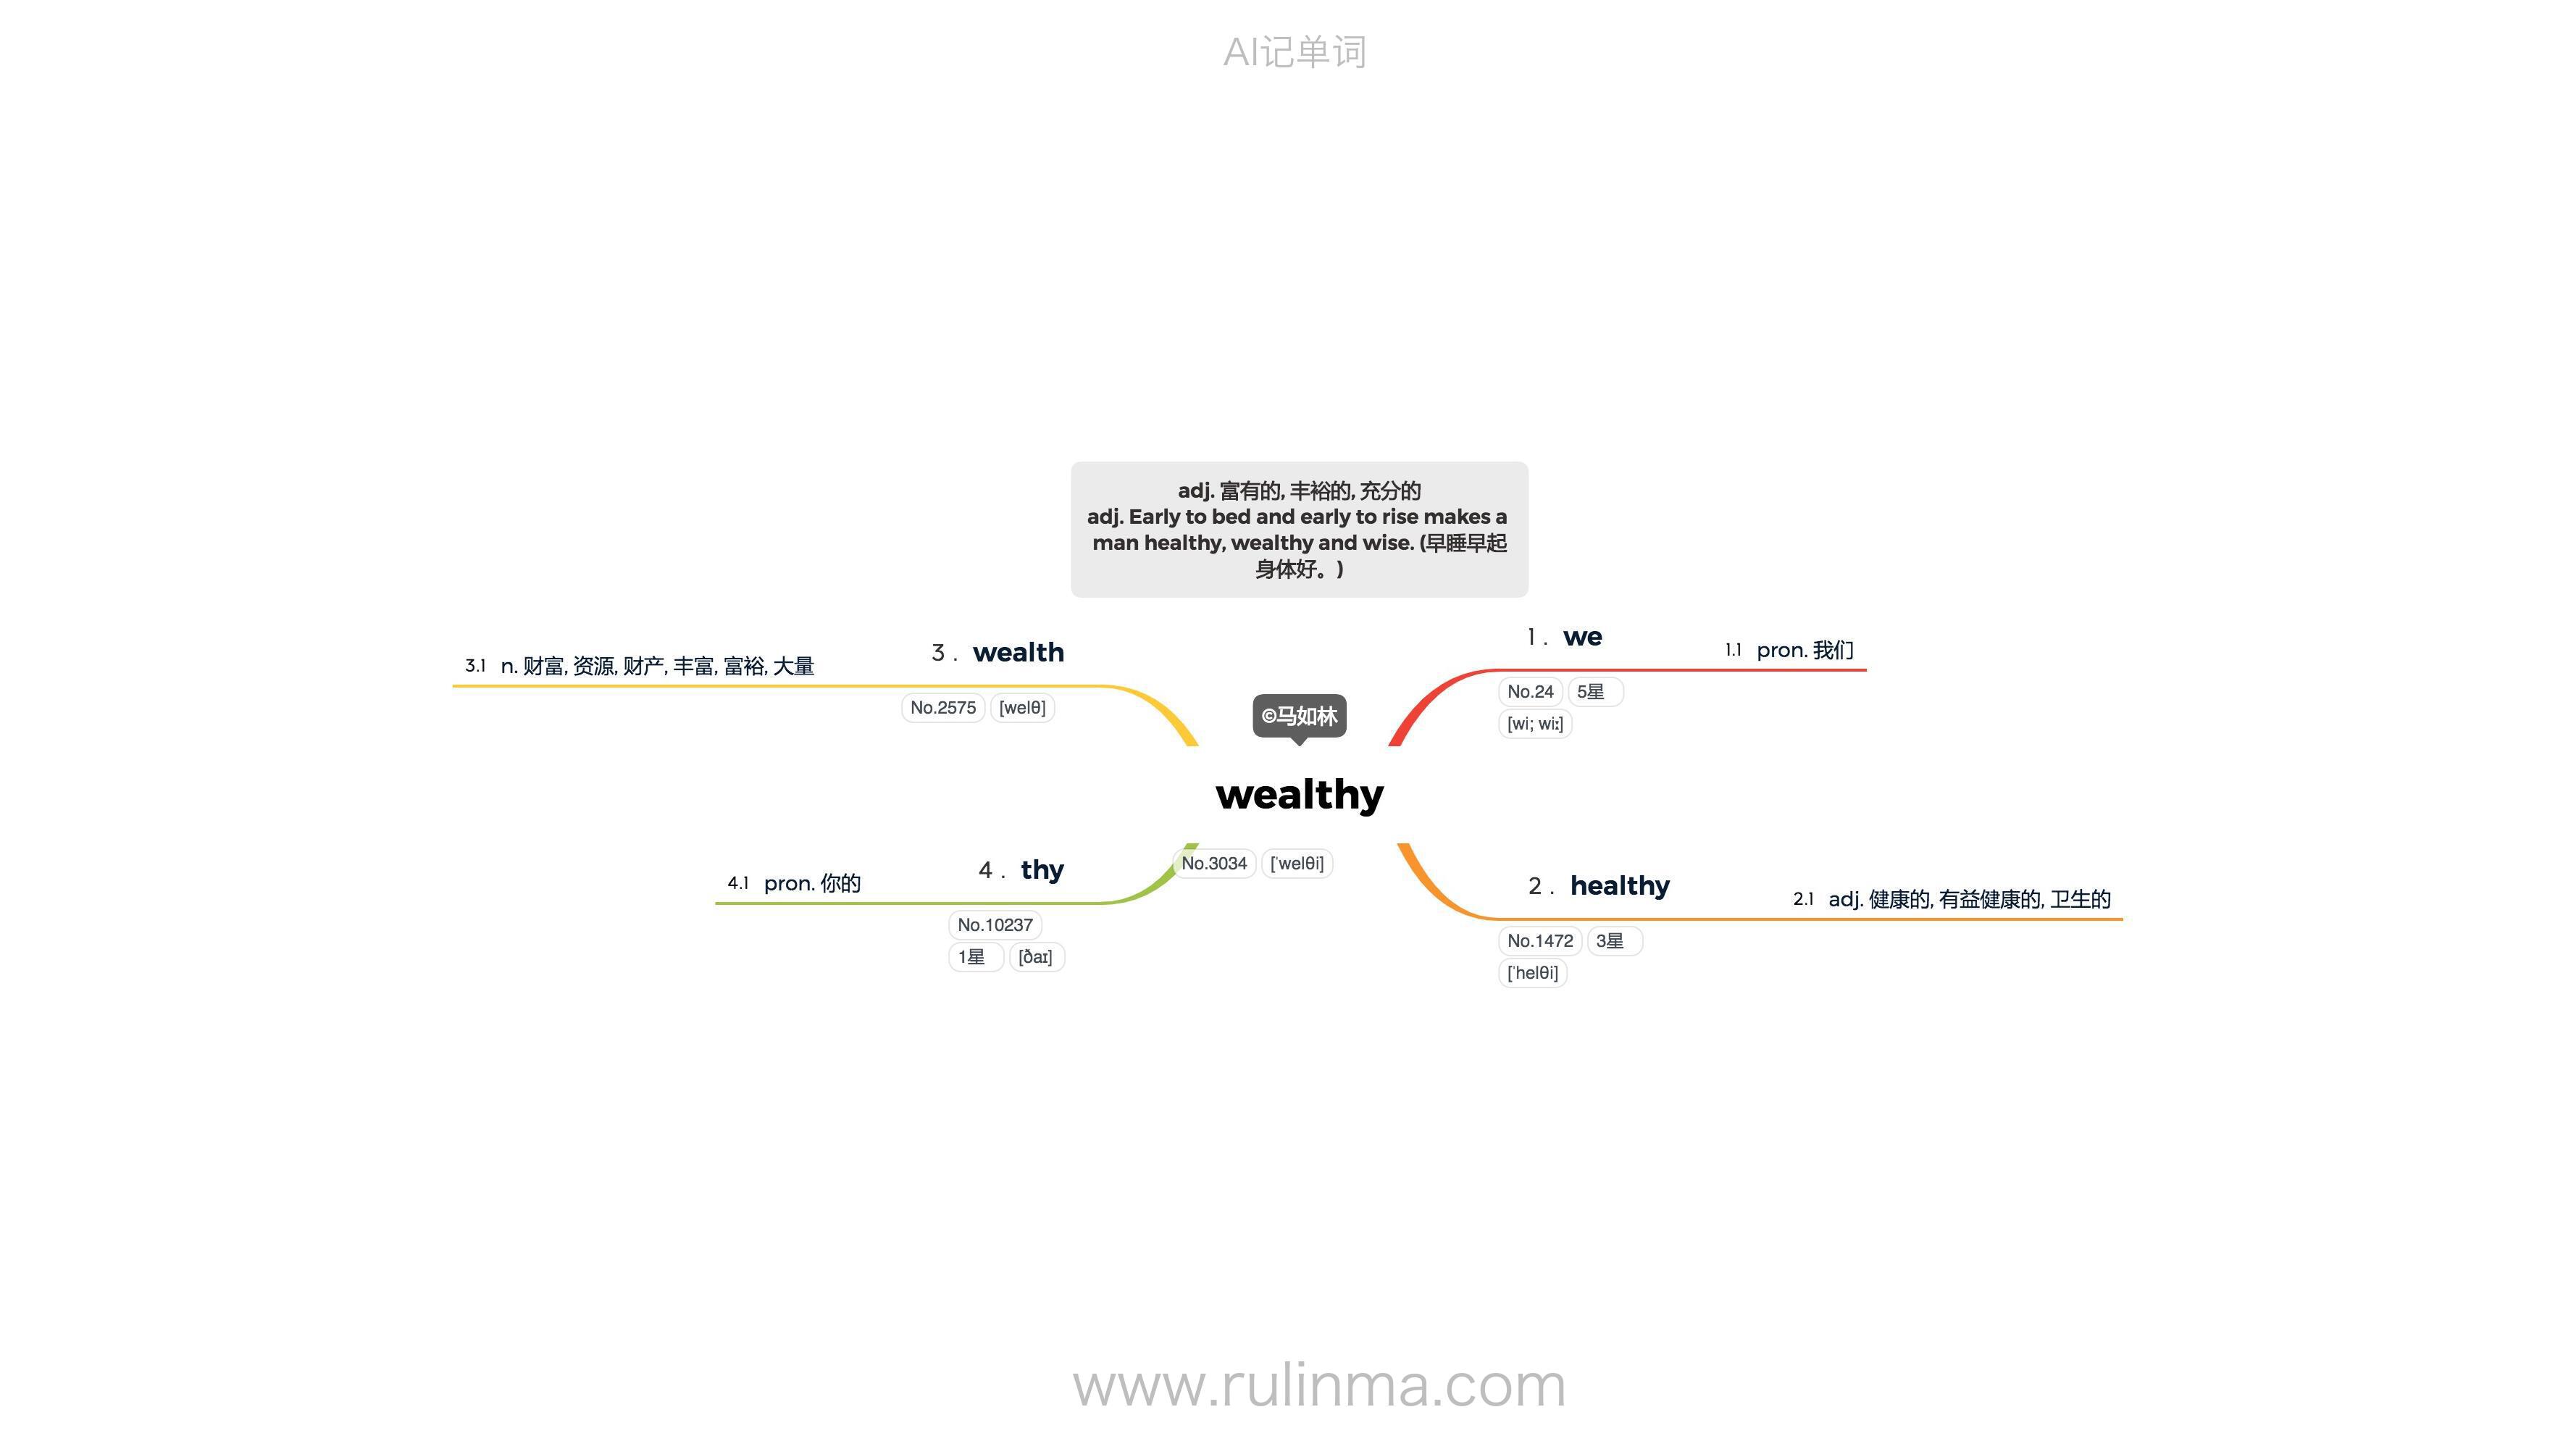 AI记单词
adj. 富有的, 丰裕的, 充分的
adj. Early to bed and early to rise makes a
man healthy, wealthy and wise. (早睡早起
身体好。)
©马如林
wealthy
No.3034 [ˈwelθi]
1 . we
No.24 5星
[wi; wiː]
1.1 pron. 我们
2 . healthy
No.1472 3星
[ˈhelθi]
2.1 adj. 健康的, 有益健康的, 卫生的
3 . wealth
No.2575 [welθ]
3.1 n. 财富, 资源, 财产, 丰富, 富裕, 大量
4 . thy
No.10237
1星 [ðaɪ]
4.1 pron. 你的
www.rulinma.com